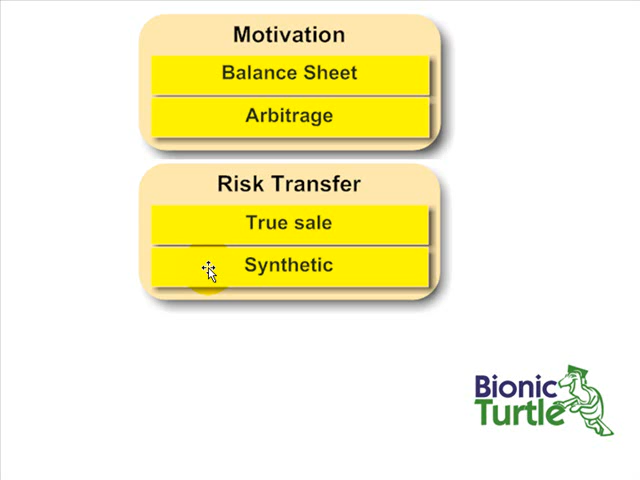 Motivation
Balance Sheet
Arbitrage
Risk Transfer
True sale
Synthetic
Bionic
Turtle